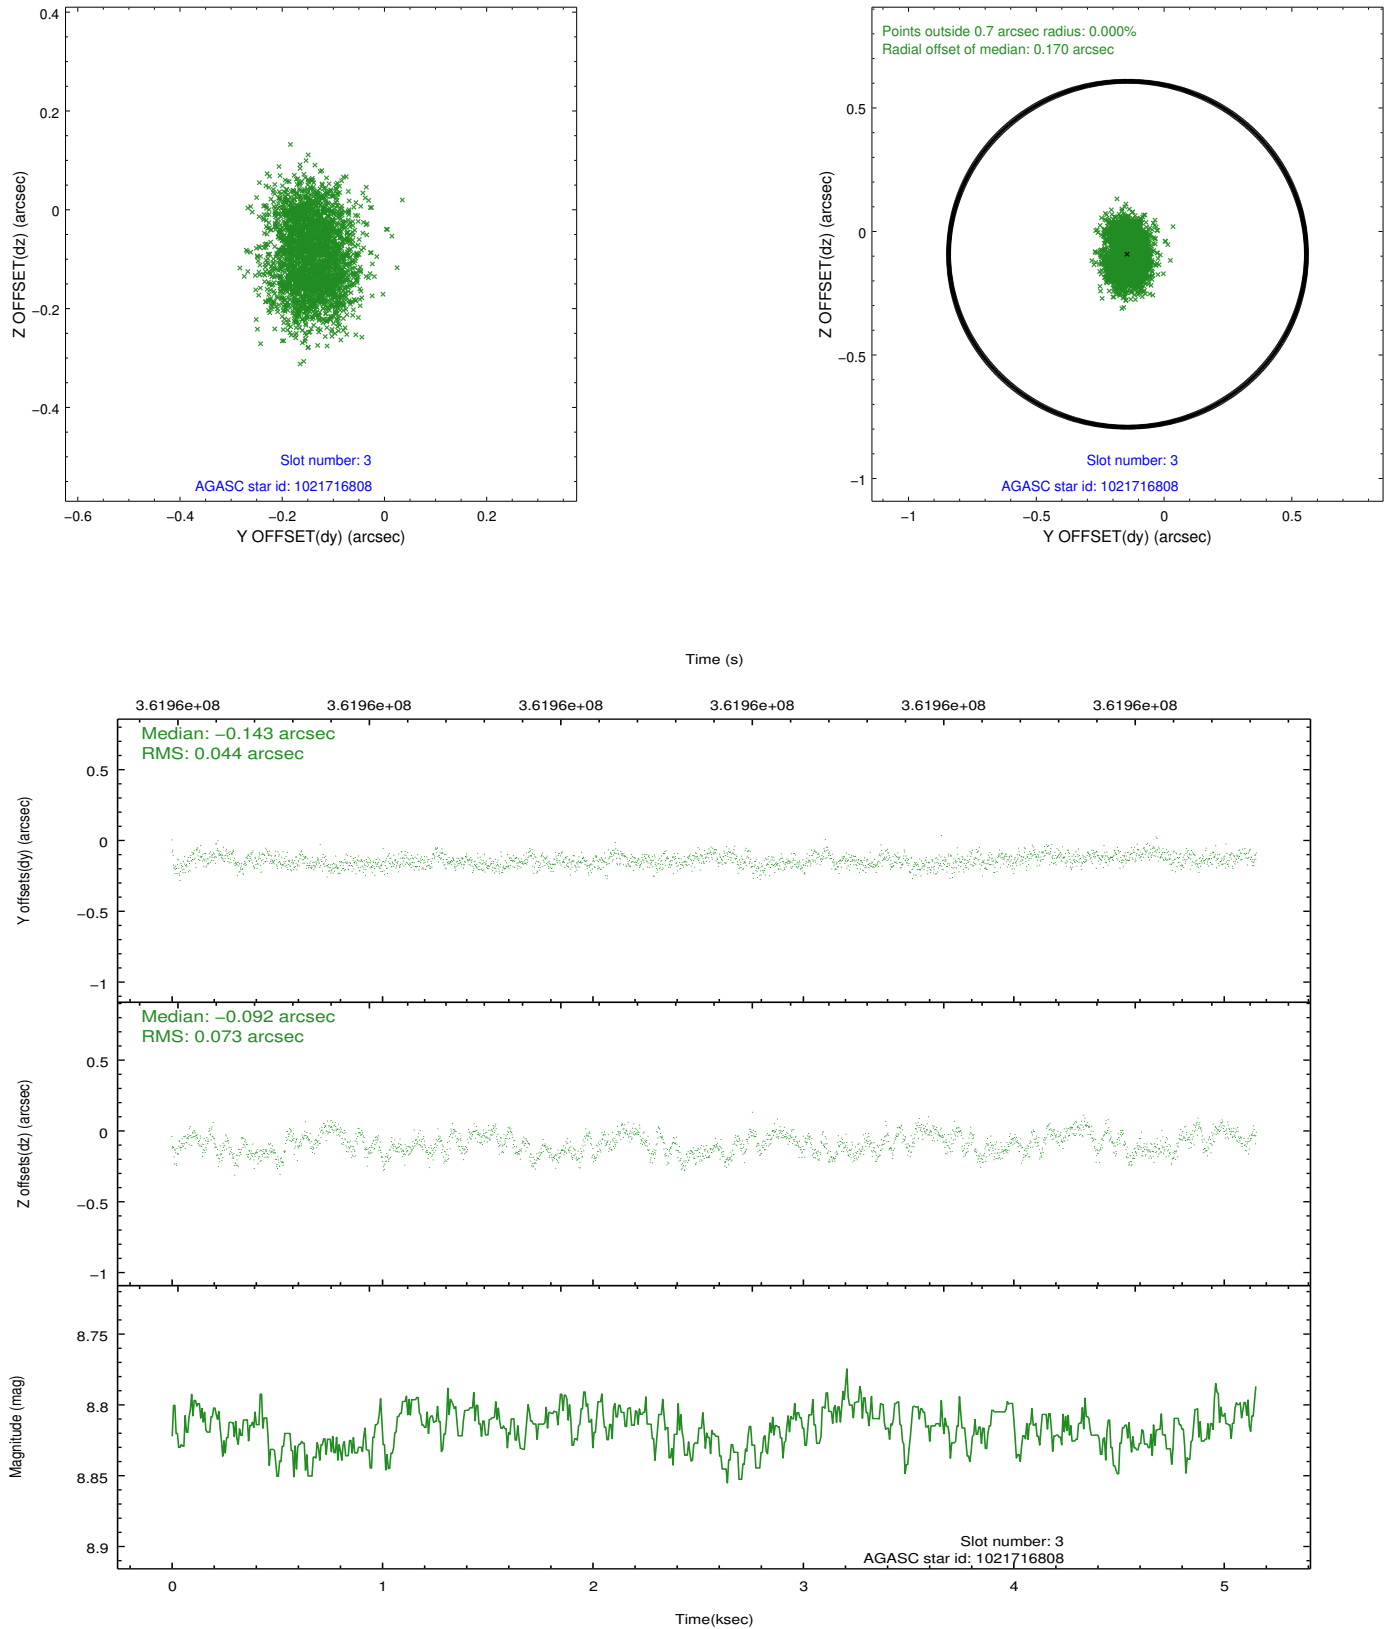 0.4
0.2
0
−0.2
−0.4
Z OFFSET(dz) (arcsec)
Slot number: 3
AGASC star id: 1021716808
−0.6
−0.4
−0.2
0
0.2
Y OFFSET(dy) (arcsec)
Points outside 0.7 arcsec radius: 0.000%
Radial offset of median: 0.170 arcsec
0.5
0
−0.5
−1
Z OFFSET(dz) (arcsec)
Slot number: 3
AGASC star id: 1021716808
−1
−0.5
0
0.5
Y OFFSET(dy) (arcsec)
Time (s)
3.6196e+08
3.6196e+08
3.6196e+08
3.6196e+08
3.6196e+08
3.6196e+08
Median: −0.143 arcsec
RMS: 0.044 arcsec
0.5
0
−0.5
−1
Y offsets(dy) (arcsec)
Median: −0.092 arcsec
RMS: 0.073 arcsec
0.5
0
−0.5
−1
Z offsets(dz) (arcsec)
8.75
8.8
8.85
8.9
Magnitude (mag)
Slot number: 3
AGASC star id: 1021716808
0
1
2
3
4
5
Time(ksec)